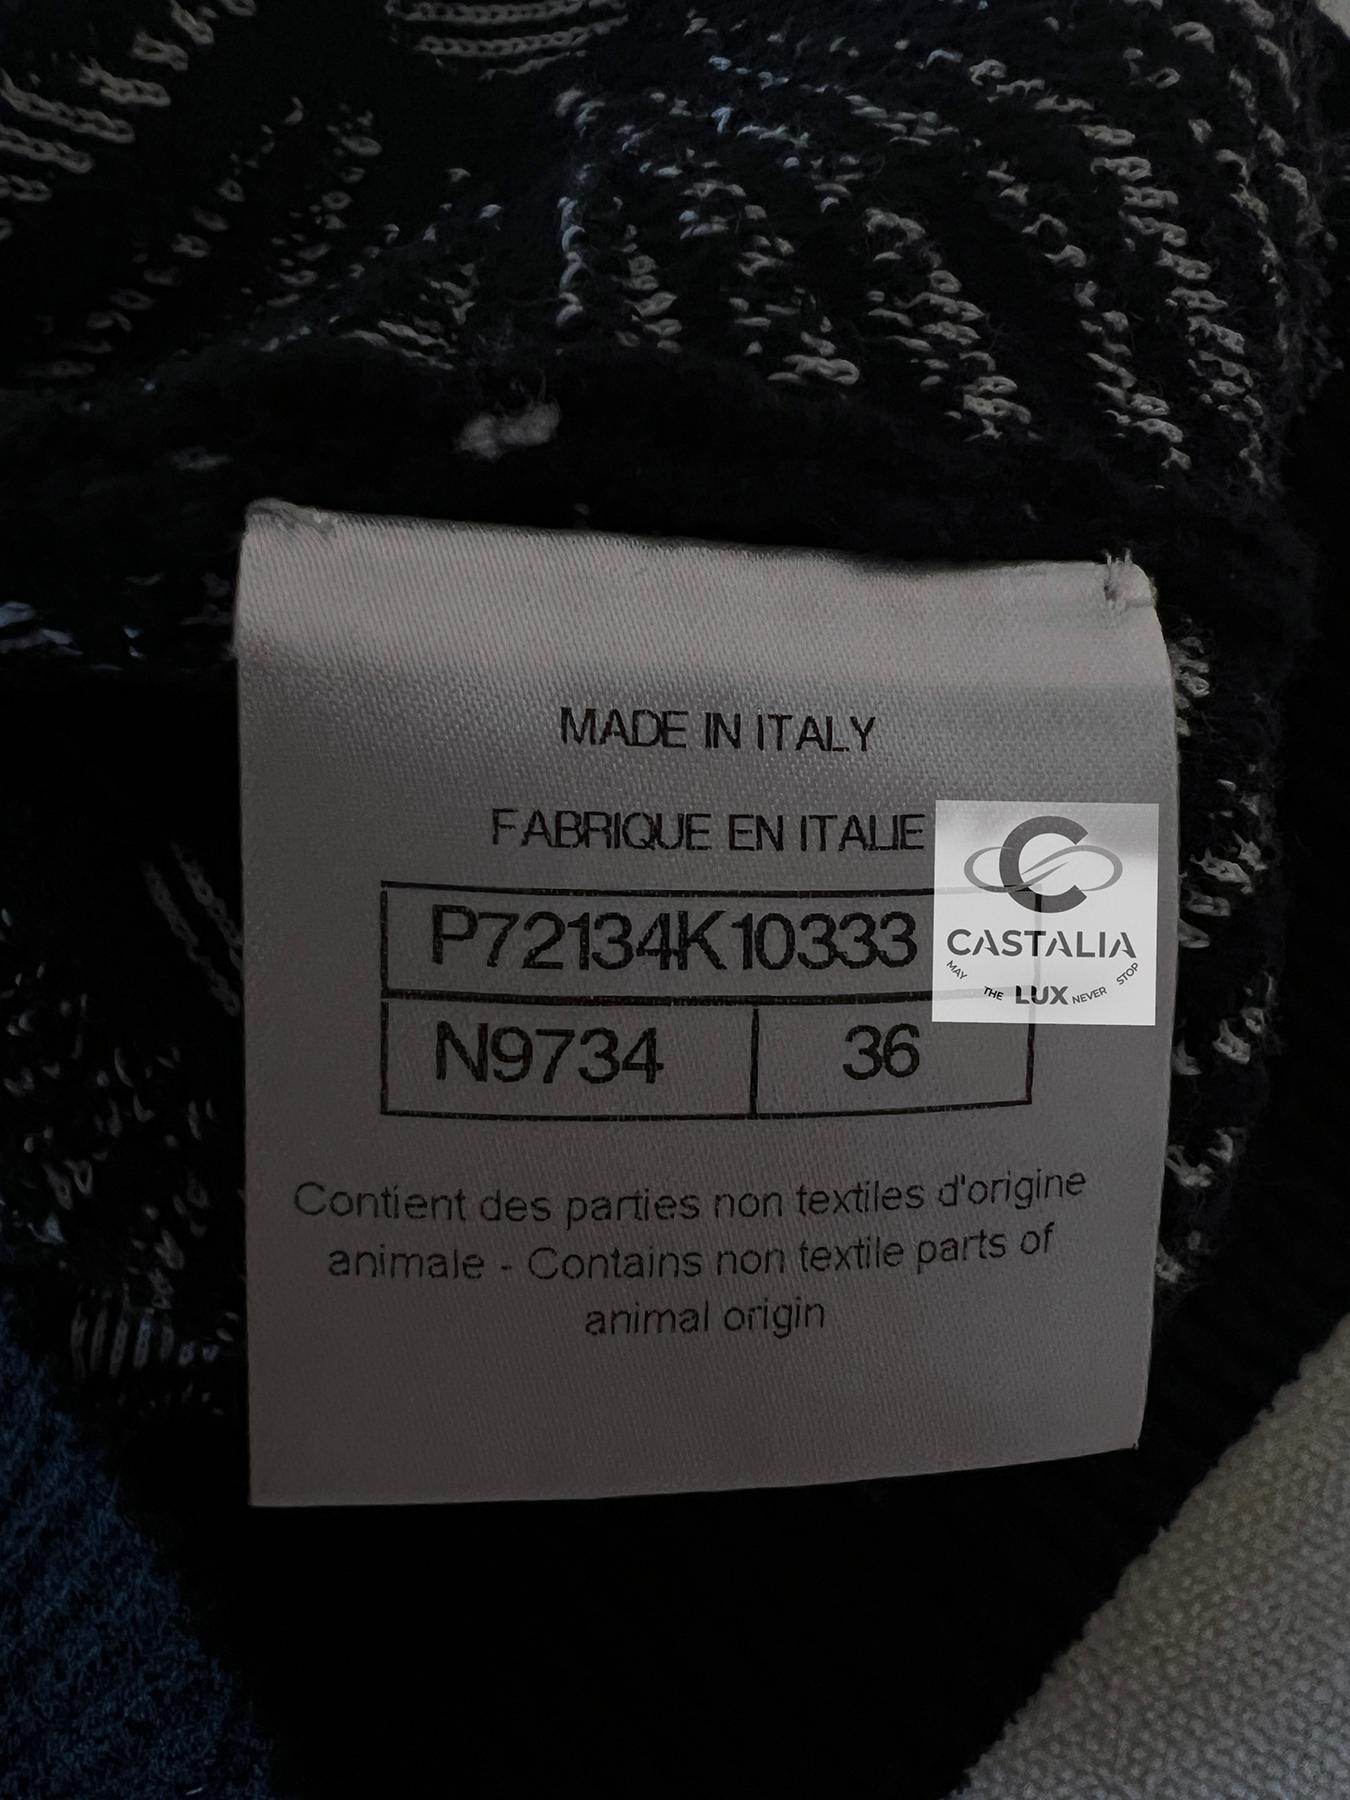 MADE IN ITALY
FABRIQUE EN ITALIE
P72134K10333
N9734 36
C
CASTALIA
MAY THE LUX NEVER STOP
Contient des parties non textiles d'origine
animale - Contains non textile parts of
animal origin